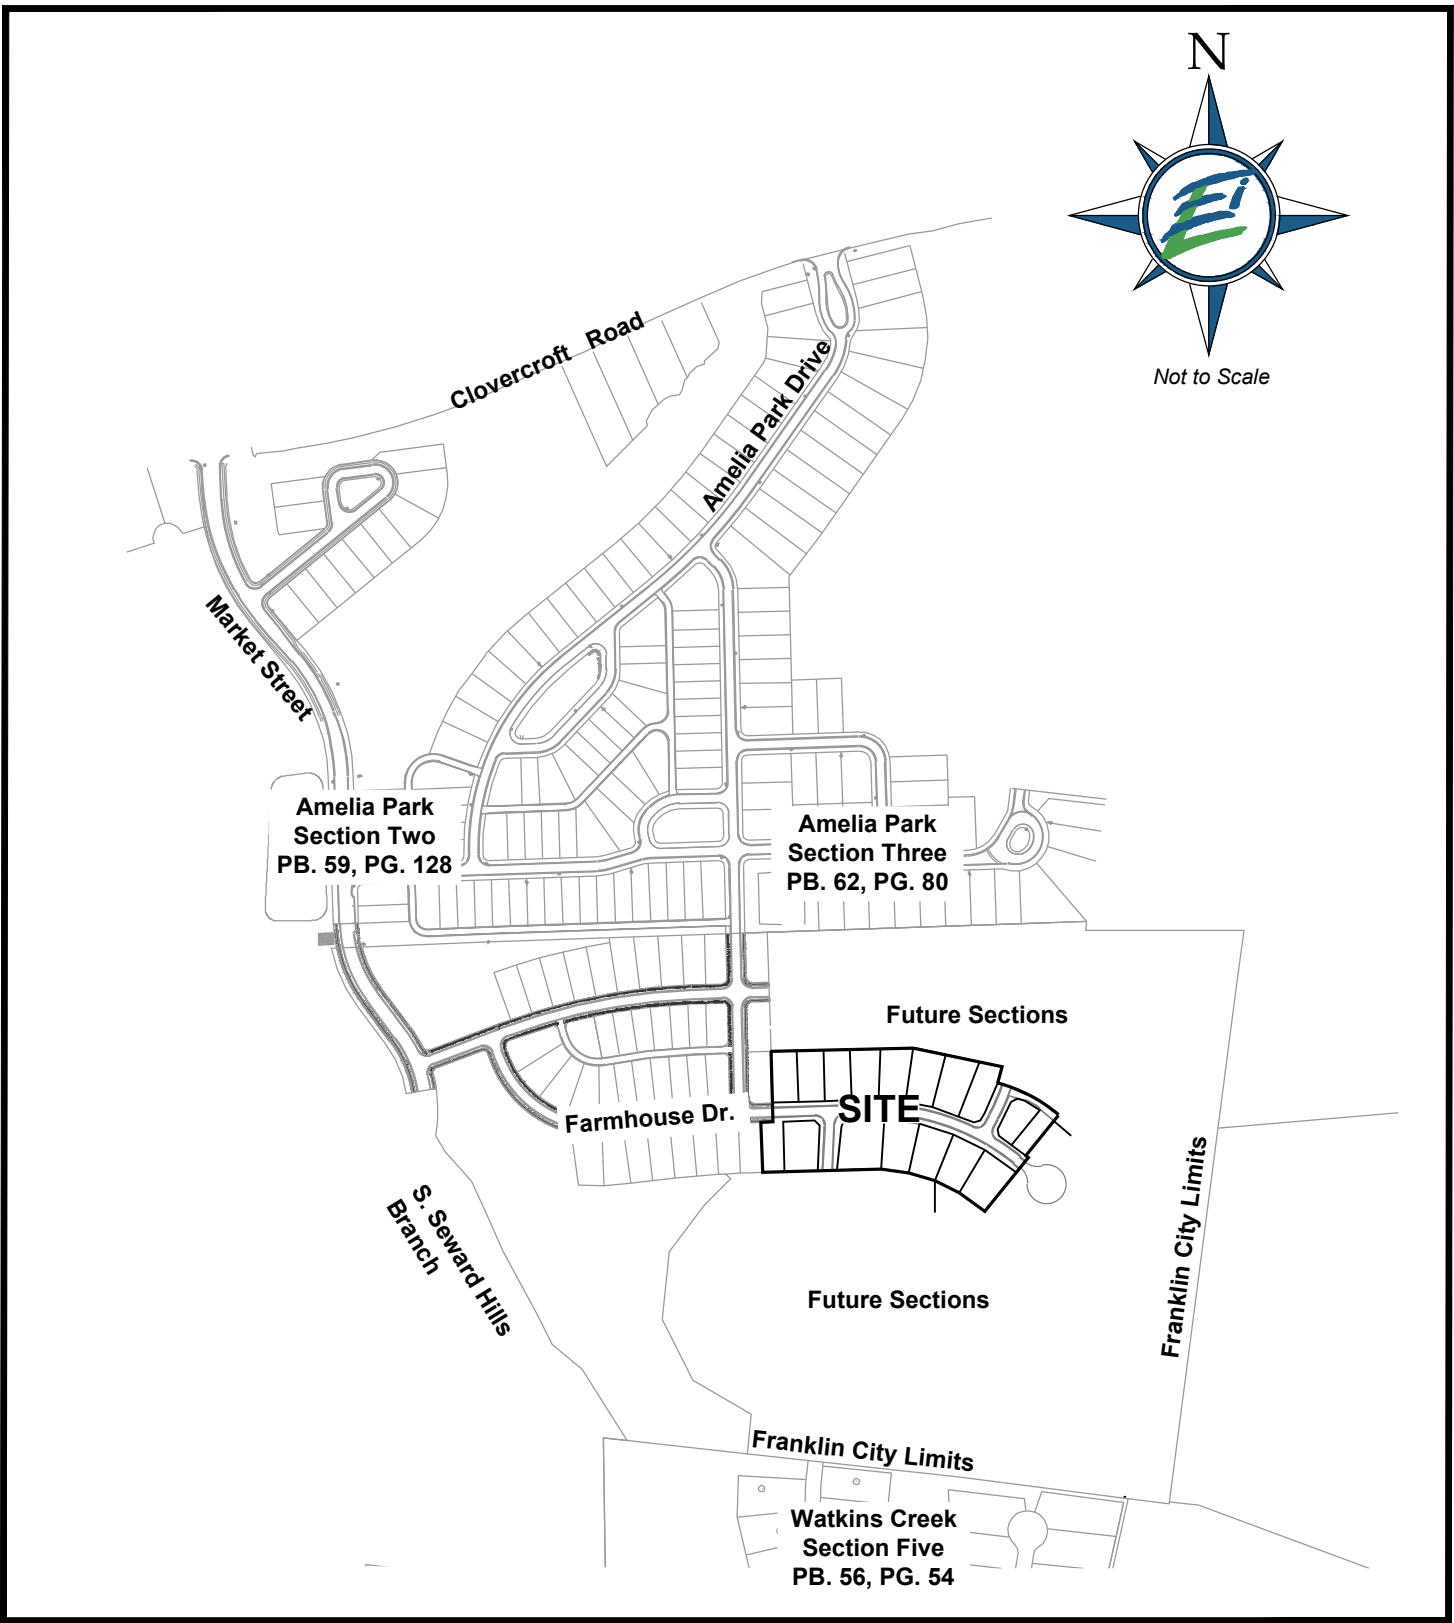 N
Ei
Not to Scale
Clovercroft Road
Amelia Park Drive
Market Street
Amelia Park
Section Two
PB. 59, PG. 128
Amelia Park
Section Three
PB. 62, PG. 80
Future Sections
SITE
Farmhouse Dr.
S. Seward Hills
Branch
Franklin City Limits
Future Sections
Franklin City Limits
Watkins Creek
Section Five
PB. 56, PG. 54